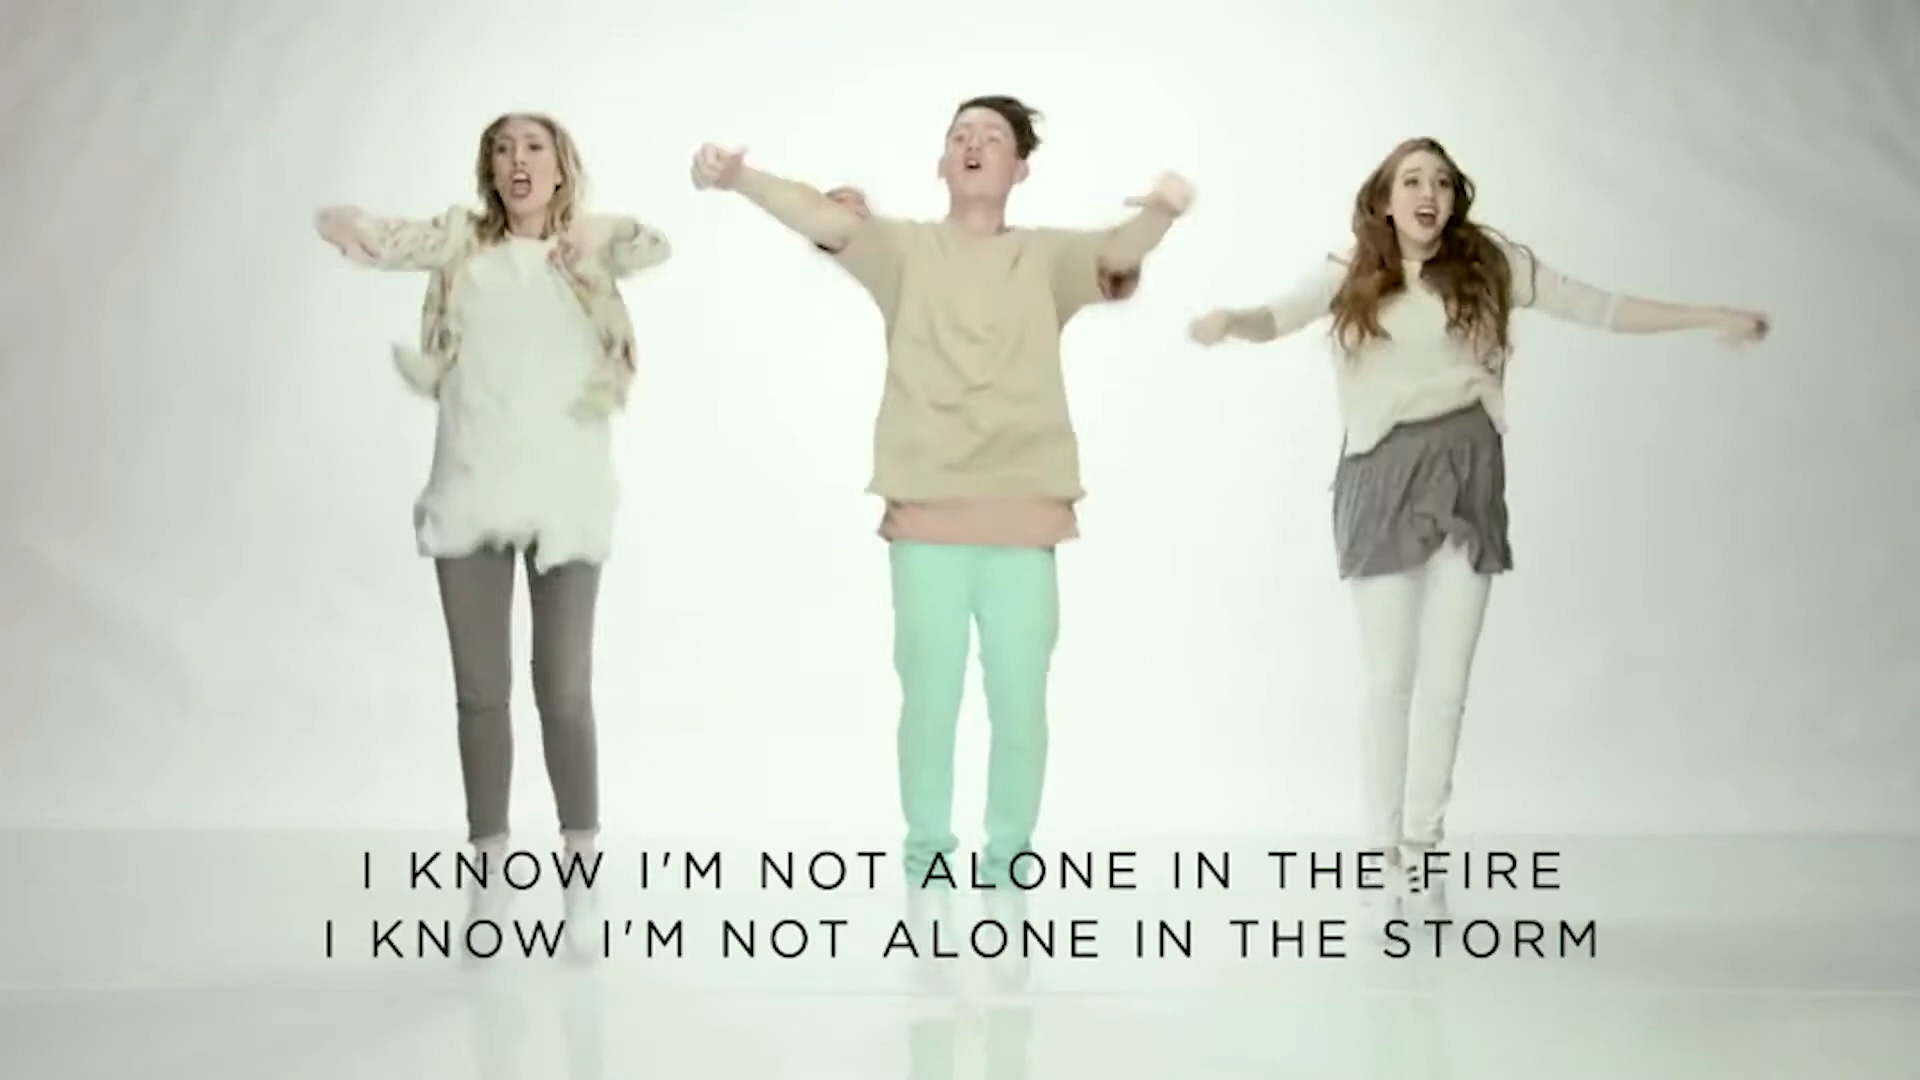 I KNOW I'M NOT ALONE IN THE FIRE
I KNOW I'M NOT ALONE IN THE STORM